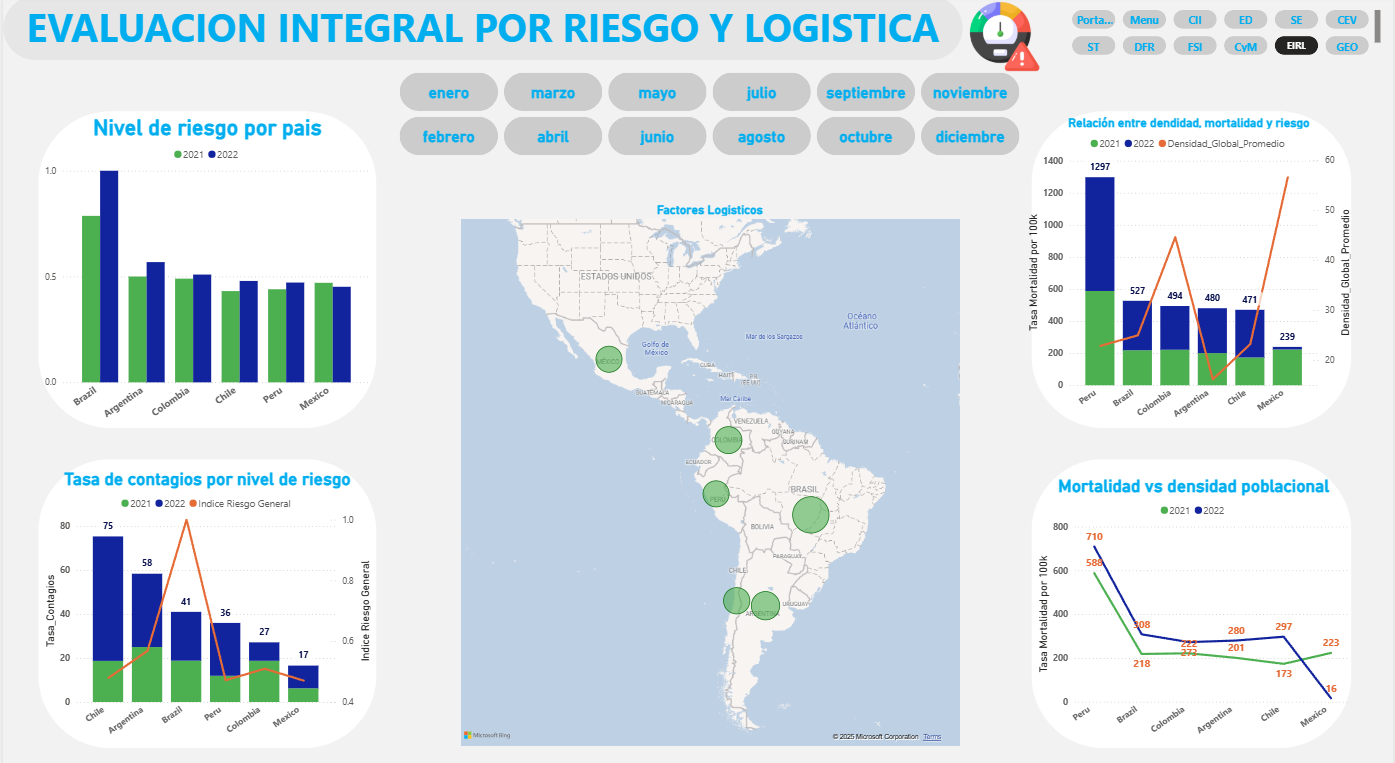 EVALUACION INTEGRAL POR RIESGO Y LOGISTICA
Porta... Menu CII ED SE CEV
ST DFR FSI CyM EIRL GEO
enero marzo mayo julio septiembre noviembre
febrero abril junio agosto octubre diciembre
Nivel de riesgo por pais
2021 2022
1.0
0.5
0.0
Brazil Argentina Colombia Chile Peru Mexico
Tasa de contagios por nivel de riesgo
2021 2022 Indice Riesgo General
Tasa_Contagios
80
60
40
20
0
75 58 41 36 27 17
1.0
0.8
0.6
0.4
Indice Riesgo General
Chile Argentina Brazil Peru Colombia Mexico
Factores Logisticos
ESTADOS UNIDOS
Océano
Atlántico
Mar de los Sargazos
Golfo de
México
MÉXICO
CUBA
HAITÍ
GUATEMALA
NICARAGUA
Mar Caribe
VENEZUELA
GUYANA
SURINAM
COLOMBIA
ECUADOR
PERÚ
BRASIL
BOLIVIA
PARAGUAY
CHILE
URUGUAY
ARGENTINA
Microsoft Bing
© 2025 Microsoft Corporation Terms
Relación entre dendidad, mortalidad y riesgo
2021 2022 Densidad_Global_Promedio
Tasa Mortalidad por 100k
1400
1200
1000
800
600
400
200
0
1297 527 494 480 471 239
60
50
40
30
20
Densidad_Global_Promedio
Peru Brazil Colombia Argentina Chile Mexico
Mortalidad vs densidad poblacional
2021 2022
Tasa Mortalidad por 100k
800
600
400
200
0
710 308 272 280 297 16
588 218 222 201 173 223
Peru Brazil Colombia Argentina Chile Mexico